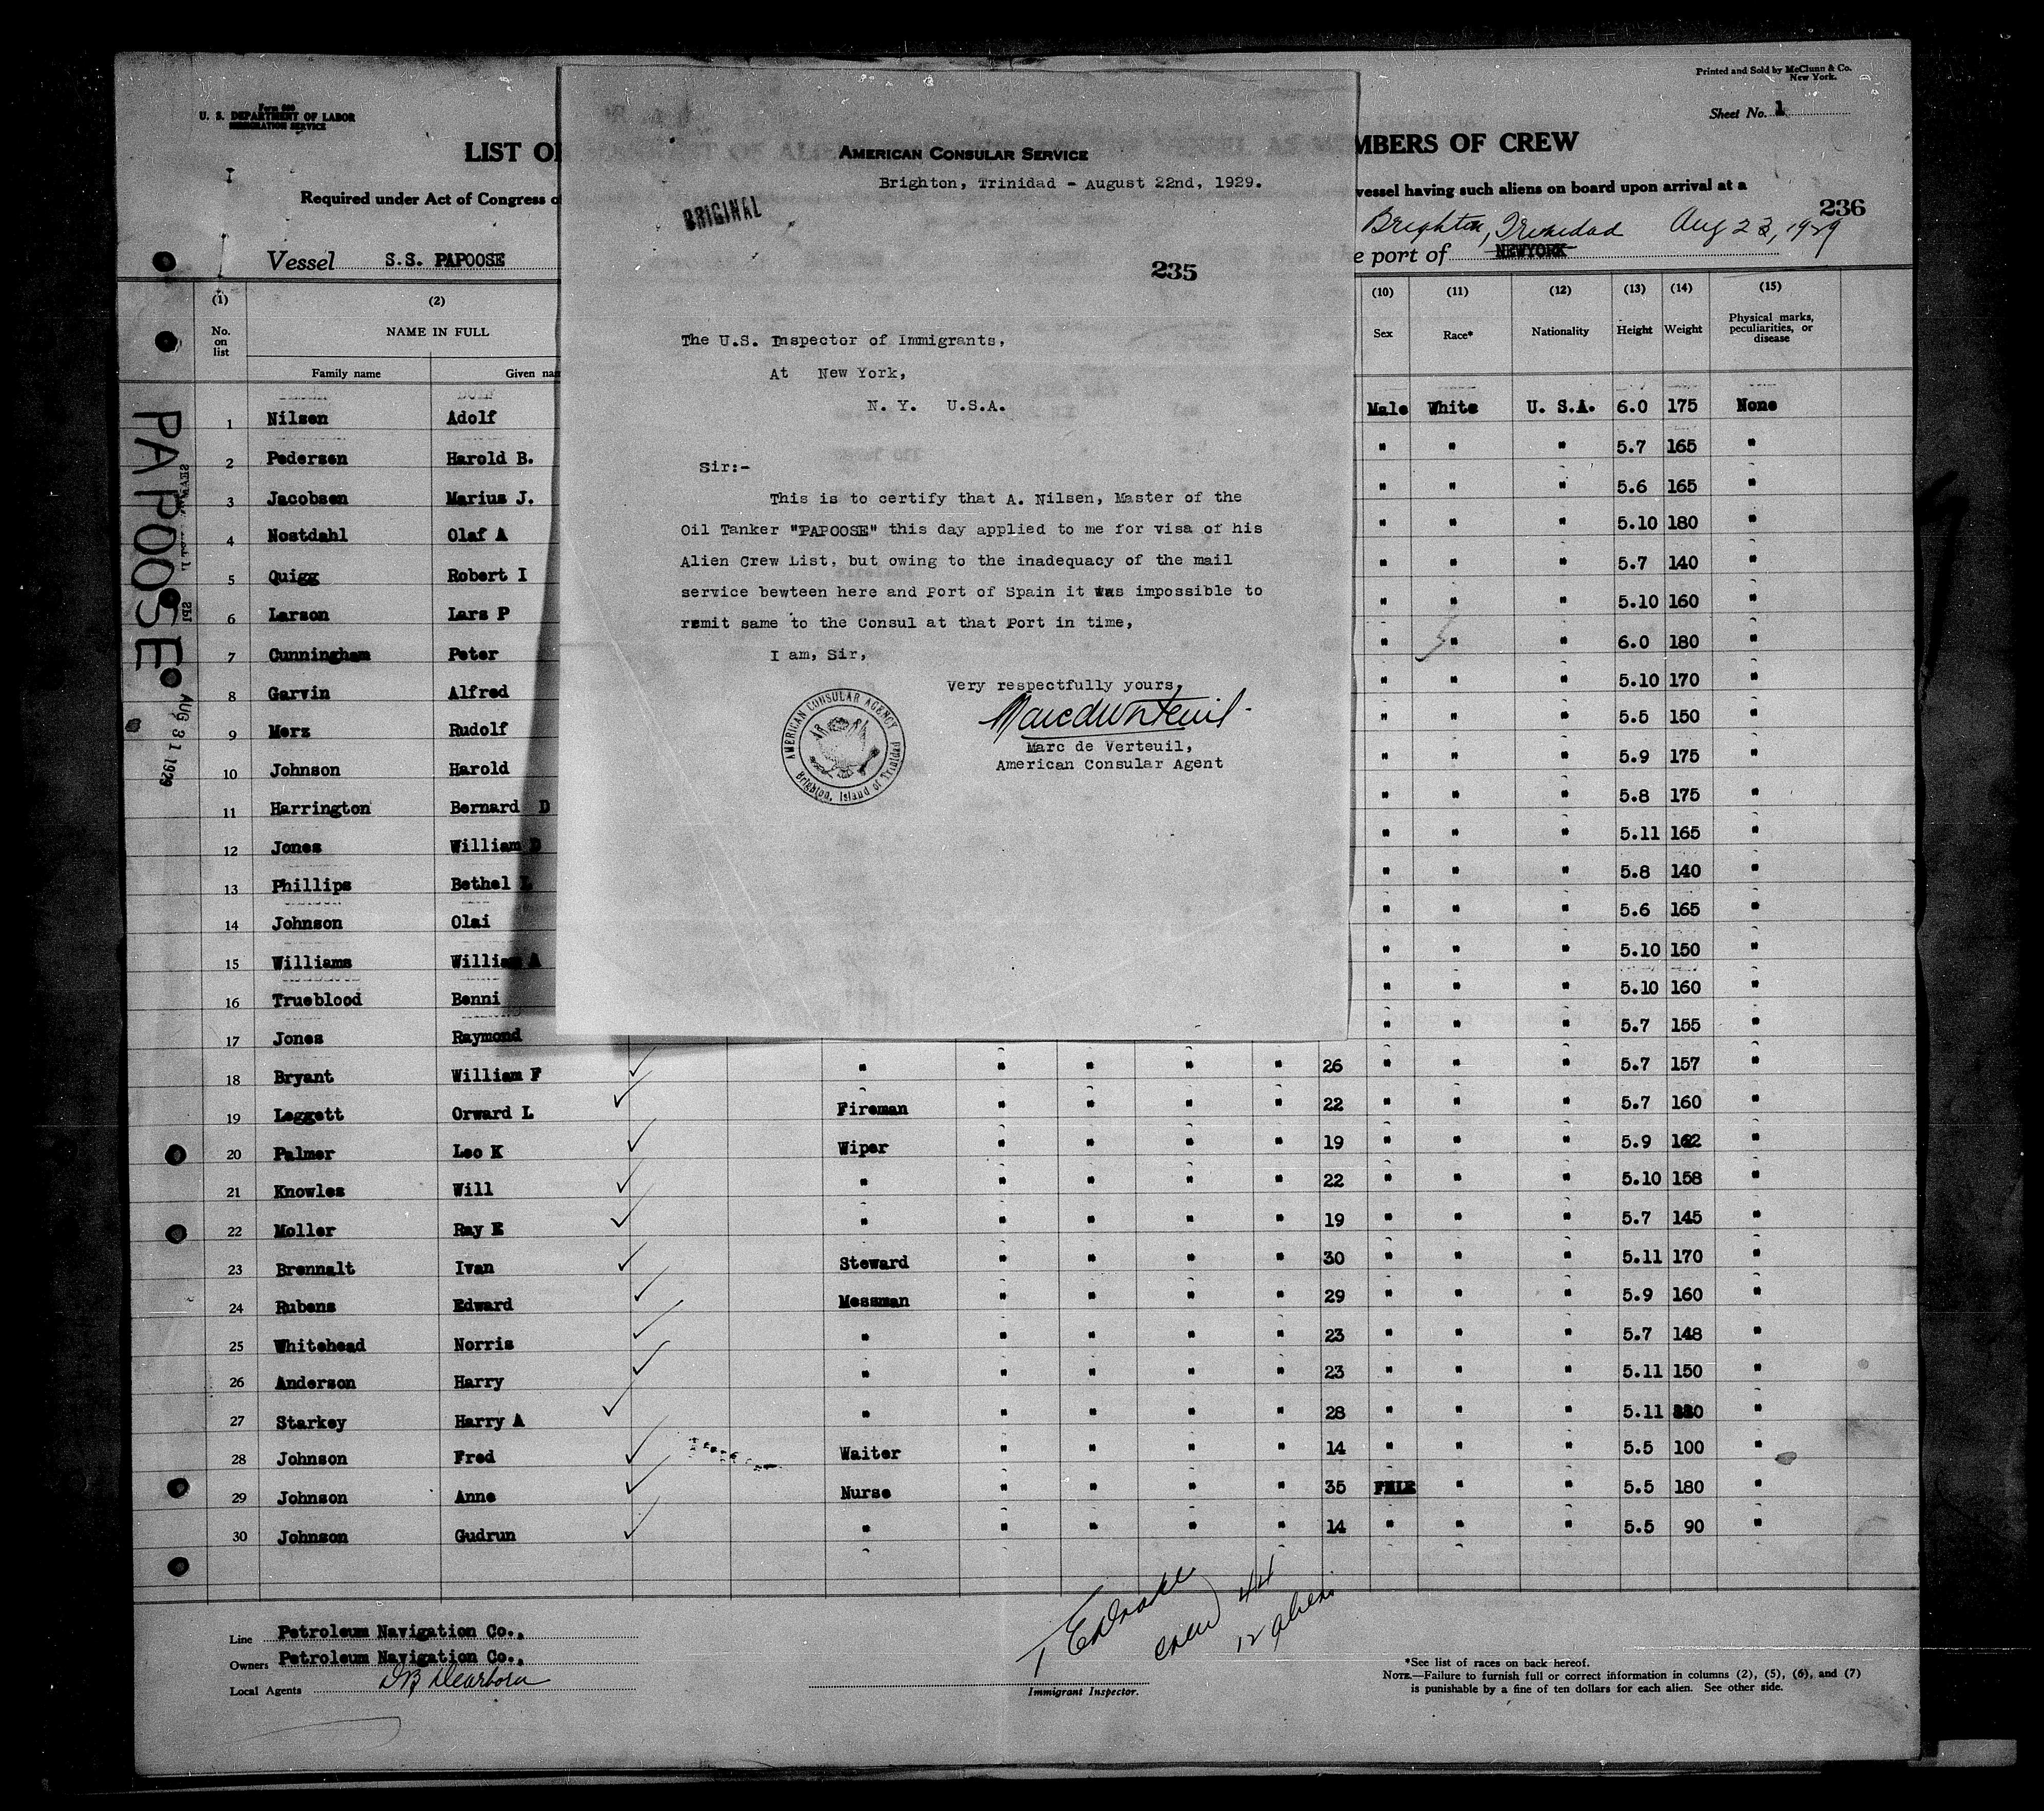 Printed and Sold by McClunn & Co.
New York.
Form 680
U. S. DEPARTMENT OF LABOR
IMMIGRATION SERVICE
Sheet No. 1
LIST O
MBERS OF CREW
Required under Act of Congress o
vessel having such aliens on board upon arrival at a
236
Brighton, Trinidad Aug 23, 1929
Vessel S.S. PAPOOSE
e port of NEWYORK
AMERICAN CONSULAR SERVICE
Brighton, Trinidad - August 22nd, 1929.
ORIGINAL
235
The U.S. Inspector of Immigrants,
At New York,
N. Y. U.S.A.
Sir:-
This is to certify that A. Nilsen, Master of the
Oil Tanker "PAPOOSE" this day applied to me for visa of his
Alien Crew List, but owing to the inadequacy of the mail
service bewteen here and Port of Spain it was impossible to
remit same to the Consul at that Port in time,
I am, Sir,
Very respectfully yours,
Marc de Verteuil
Marc de Verteuil,
American Consular Agent
AMERICAN CONSULAR AGENCY
Brighton, Island of Trinidad
PAPOOSE
AUG 31 1929
(1) (2) (10) (11) (12) (13) (14) (15)
No. on list NAME IN FULL Sex Race* Nationality Height Weight Physical marks, peculiarities, or disease
Family name Given nam
1 Nilsen Adolf Male White U. S.A. 6.0 175 None
2 Pedersen Harold B. " " " 5.7 165 "
3 Jacobsen Marius J. " " " 5.6 165 "
4 Nostdahl Olaf A " " " 5.10 180 "
5 Quigg Robert I " " " 5.7 140 "
6 Larson Lars P " " " 5.10 160 "
7 Cunningham Peter " " " 6.0 180 "
8 Garvin Alfred " " " 5.10 170 "
9 Merz Rudolf " " " 5.5 150 "
10 Johnson Harold " " " 5.9 175 "
11 Harrington Bernard D " " " 5.8 175 "
12 Jones William D " " " 5.11 165 "
13 Phillips Bethel L " " " 5.8 140 "
14 Johnson Olai " " " 5.6 165 "
15 Williams William A " " " 5.10 150 "
16 Trueblood Benni " " " 5.10 160 "
17 Jones Raymond " " " 5.7 155 "
18 Bryant William F " " " " " 26 " " " 5.7 157 "
19 Leggett Orward L Fireman " " " " 22 " " " 5.7 160 "
20 Palmer Leo K Wiper " " " " 19 " " " 5.9 162 "
21 Knowles Will " " " " " 22 " " " 5.10 158 "
22 Moller Ray E " " " " " 19 " " " 5.7 145 "
23 Brennalt Ivan Steward " " " " 30 " " " 5.11 170 "
24 Rubens Edward Messman " " " " 29 " " " 5.9 160 "
25 Whitehead Norris " " " " " 23 " " " 5.7 148 "
26 Anderson Harry " " " " " 23 " " " 5.11 150 "
27 Starkey Harry A " " " " " 28 " " " 5.11 "
28 Johnson Fred Waiter " " " " 14 " " " 5.5 100 "
29 Johnson Anne Nurse " " " " 35 FMLE " " 5.5 180 "
30 Johnson Gudrun " " " " " 14 " " " 5.5 90 "
crew 44
12 aliens
Line Petroleum Navigation Co.,
Owners Petroleum Navigation Co.,
Local Agents DB Dearborn
Immigrant Inspector.
*See list of races on back hereof.
NOTE.—Failure to furnish full or correct information in columns (2), (5), (6), and (7)
is punishable by a fine of ten dollars for each alien. See other side.